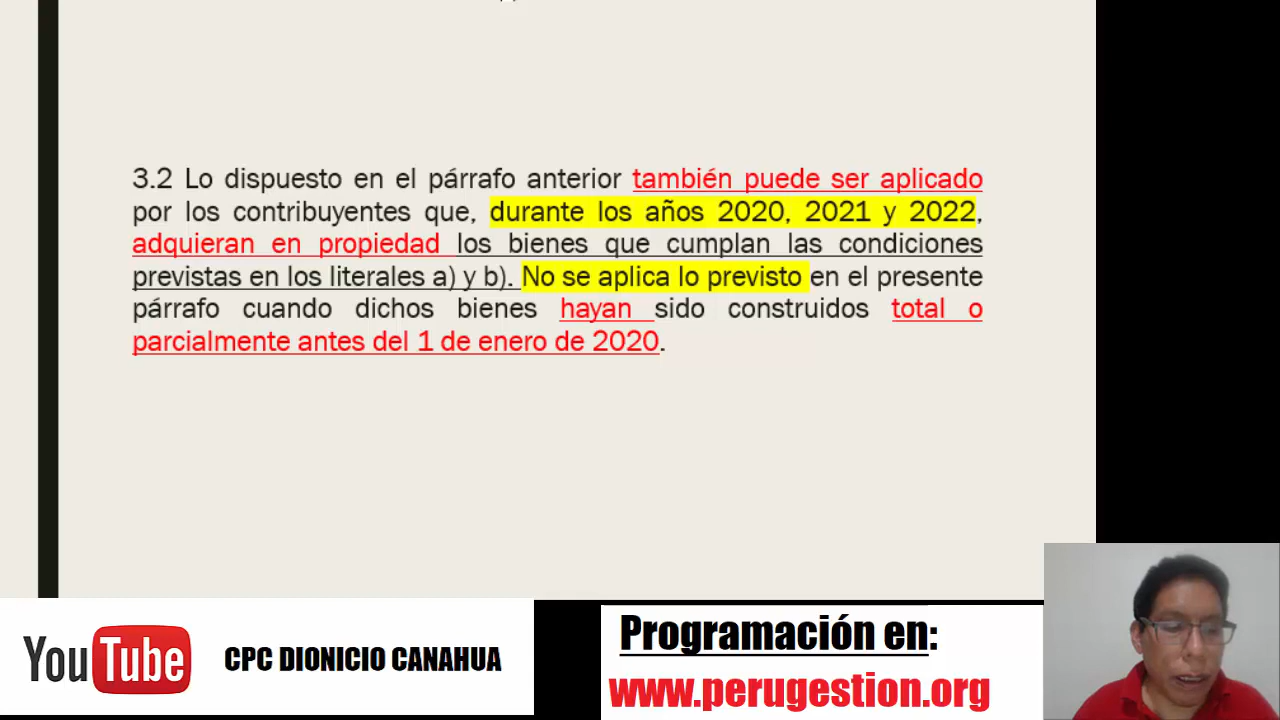 3.2 Lo dispuesto en el párrafo anterior también puede ser aplicado
por los contribuyentes que, durante los años 2020, 2021 y 2022,
adquieran en propiedad los bienes que cumplan las condiciones
previstas en los literales a) y b). No se aplica lo previsto en el presente
párrafo cuando dichos bienes hayan sido construidos total o
parcialmente antes del 1 de enero de 2020.
YouTube
CPC DIONICIO CANAHUA
Programación en:
www.perugestion.org